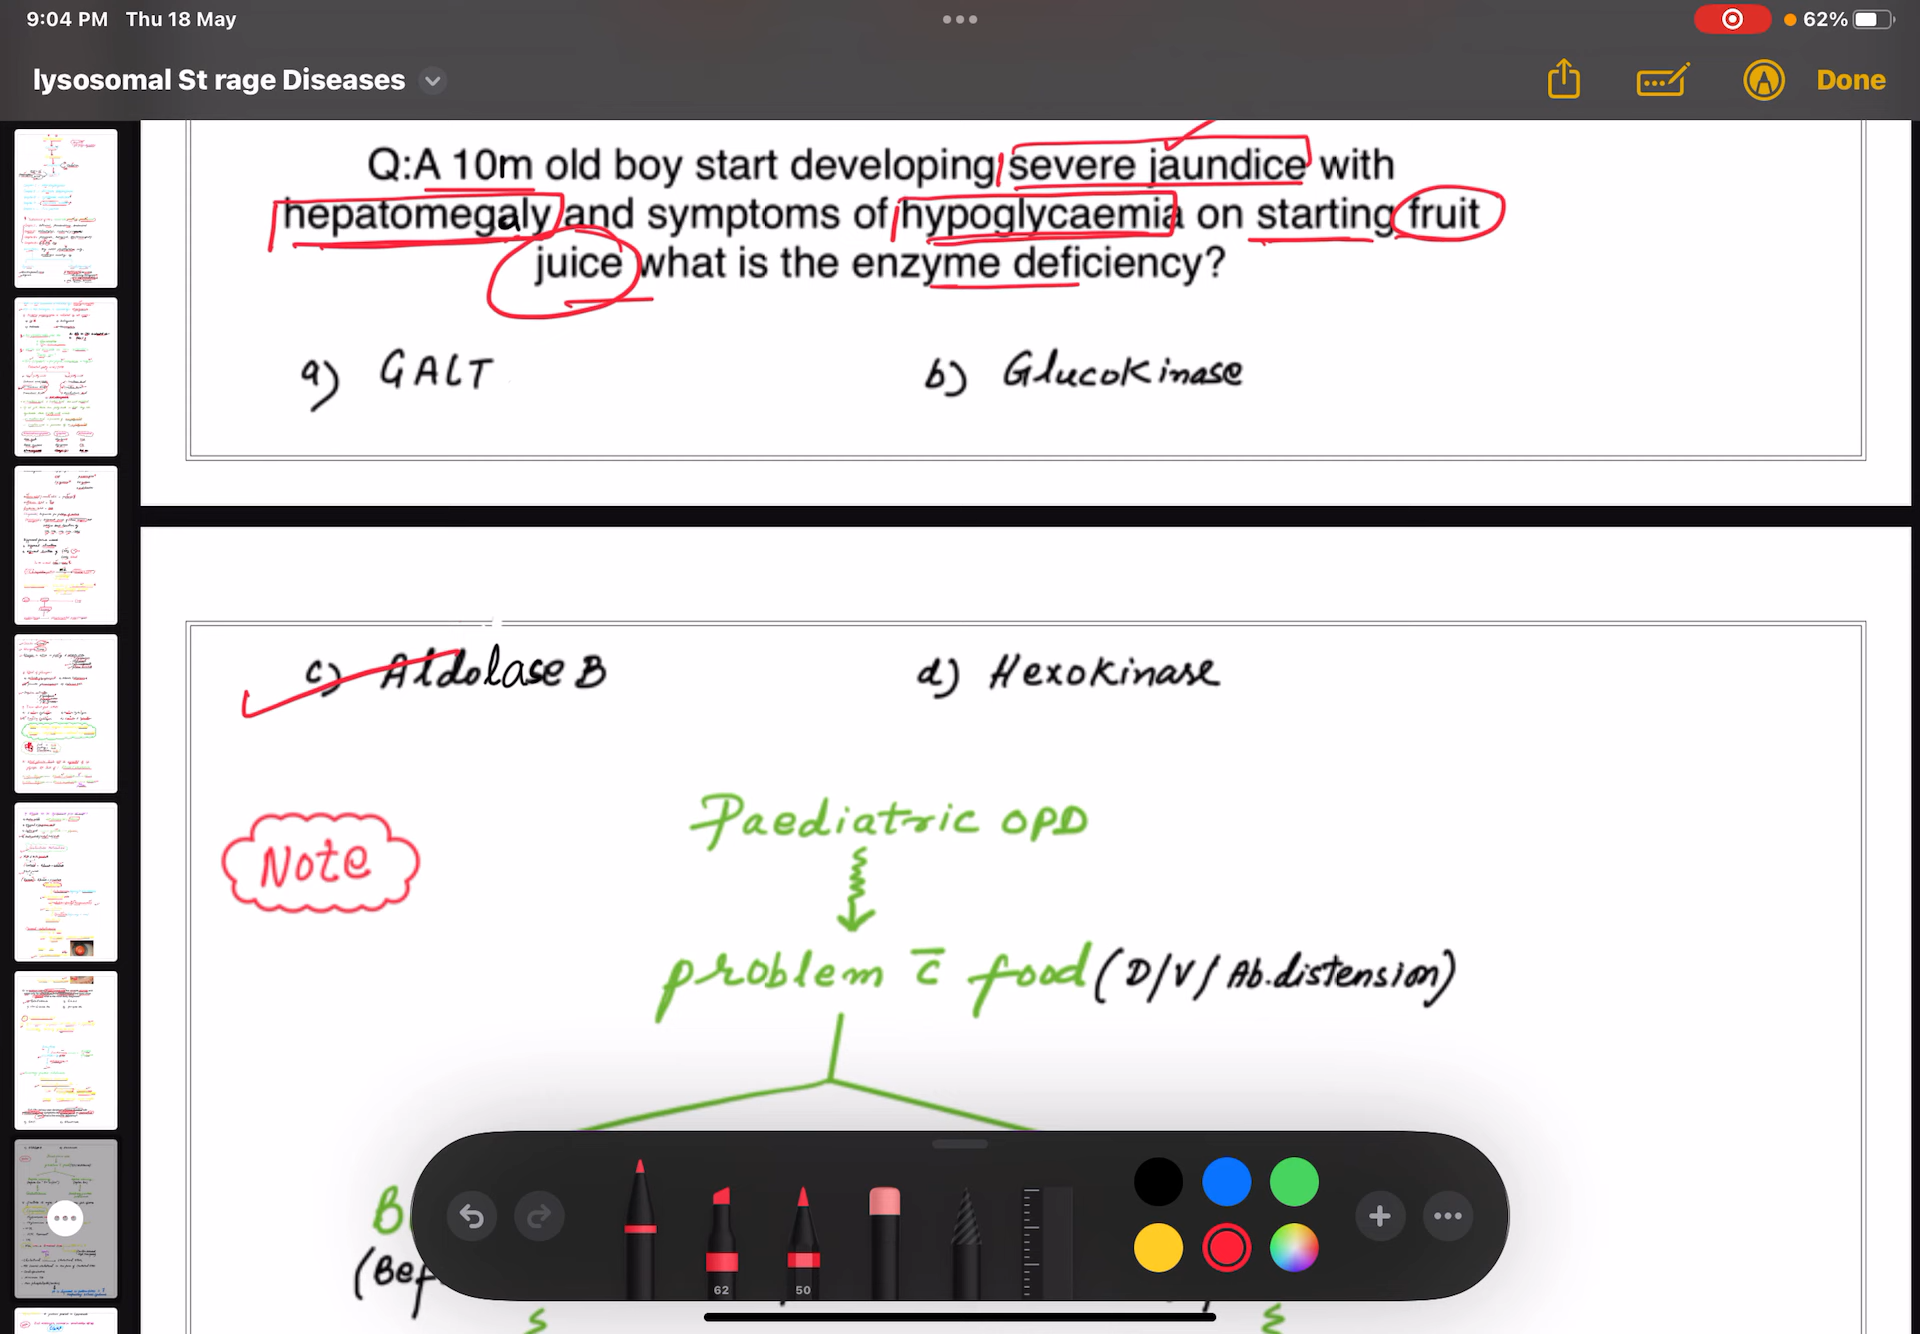 9:04 PM Thu 18 May
62%
lysosomal St rage Diseases
Done
Q:A 10m old boy start developing severe jaundice with
hepatomegaly and symptoms of hypoglycaemia on starting fruit
juice what is the enzyme deficiency?
a) GALT
b) Glucokinase
c) Aldolase B
d) Hexokinase
Note
Paediatric OPD
problem c̄ food (D/V/ Ab.distension)
B
(Bef
62
50